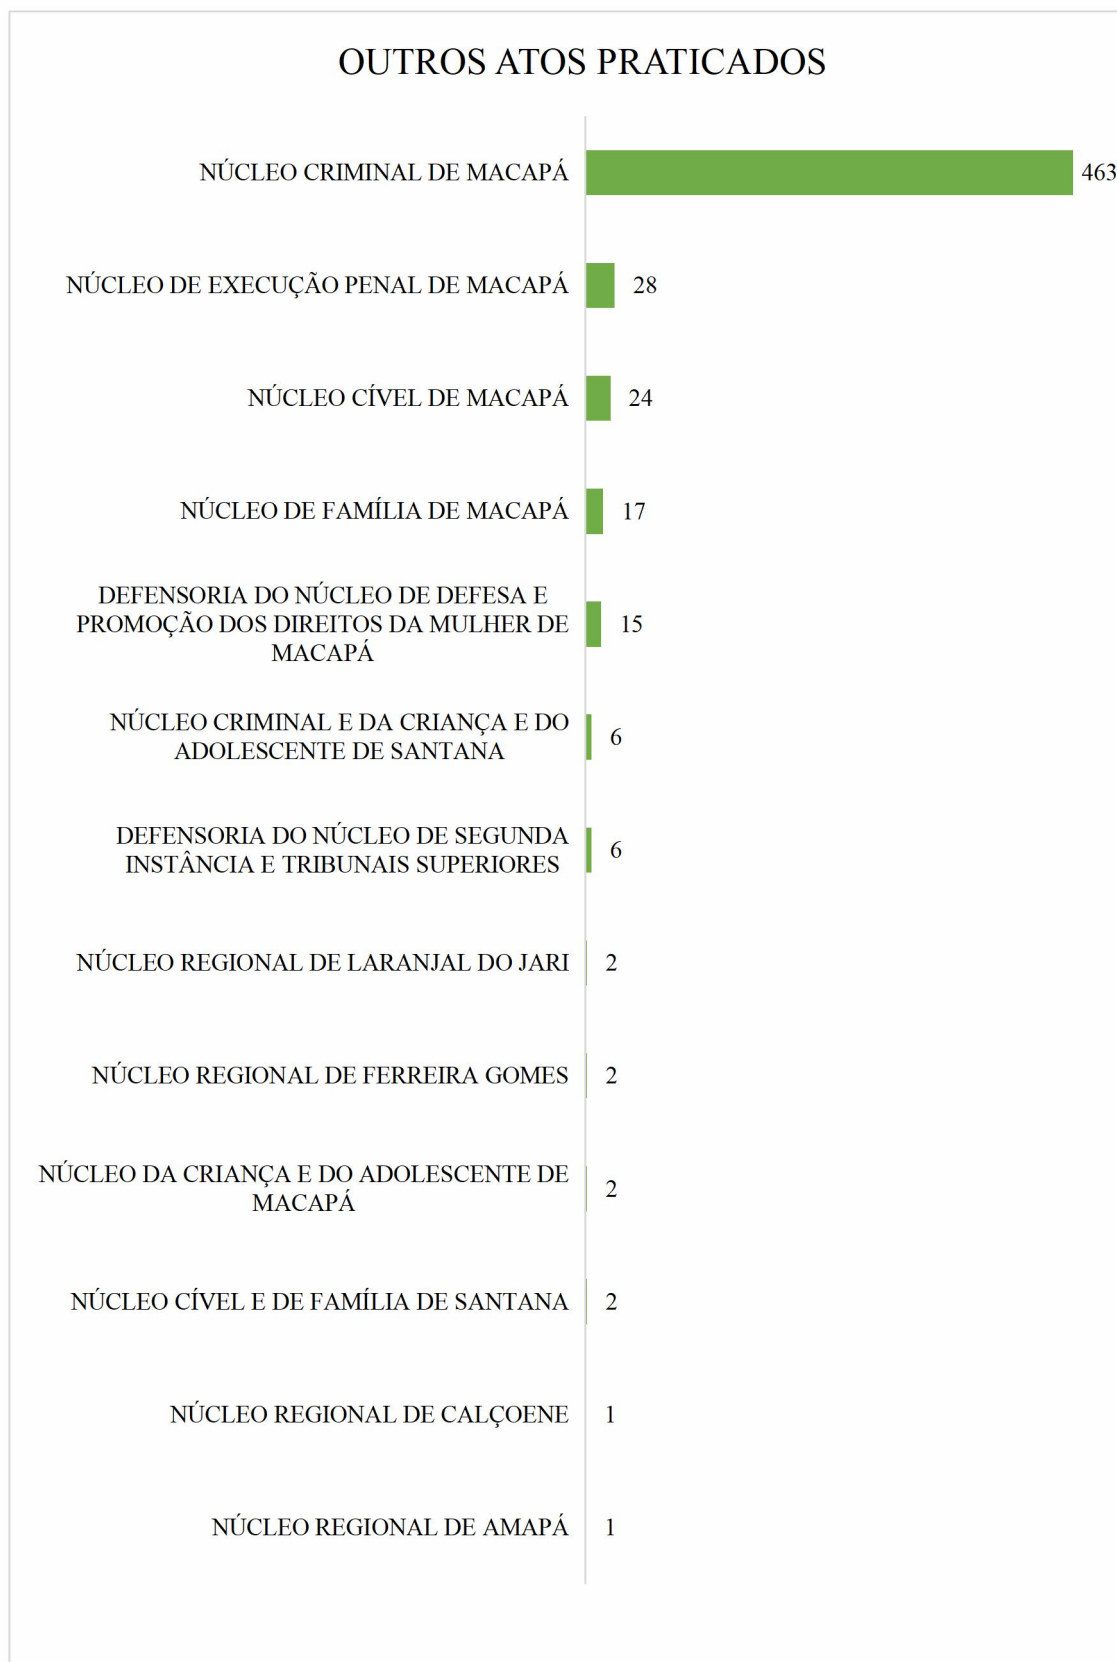 OUTROS ATOS PRATICADOS
NÚCLEO CRIMINAL DE MACAPÁ 463
NÚCLEO DE EXECUÇÃO PENAL DE MACAPÁ 28
NÚCLEO CÍVEL DE MACAPÁ 24
NÚCLEO DE FAMÍLIA DE MACAPÁ 17
DEFENSORIA DO NÚCLEO DE DEFESA E
PROMOÇÃO DOS DIREITOS DA MULHER DE
MACAPÁ
15
NÚCLEO CRIMINAL E DA CRIANÇA E DO
ADOLESCENTE DE SANTANA
6
DEFENSORIA DO NÚCLEO DE SEGUNDA
INSTÂNCIA E TRIBUNAIS SUPERIORES
6
NÚCLEO REGIONAL DE LARANJAL DO JARI 2
NÚCLEO REGIONAL DE FERREIRA GOMES 2
NÚCLEO DA CRIANÇA E DO ADOLESCENTE DE
MACAPÁ
2
NÚCLEO CÍVEL E DE FAMÍLIA DE SANTANA 2
NÚCLEO REGIONAL DE CALÇOENE 1
NÚCLEO REGIONAL DE AMAPÁ 1